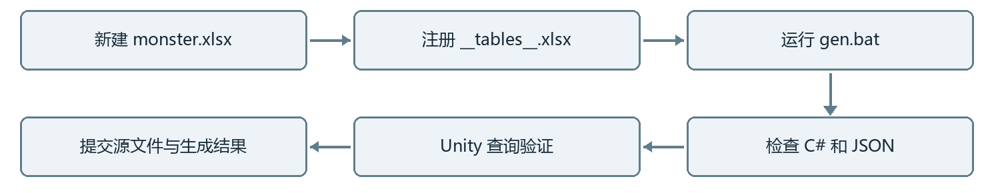 新建 monster.xlsx
注册 __tables__.xlsx
运行 gen.bat
检查 C# 和 JSON
Unity 查询验证
提交源文件与生成结果